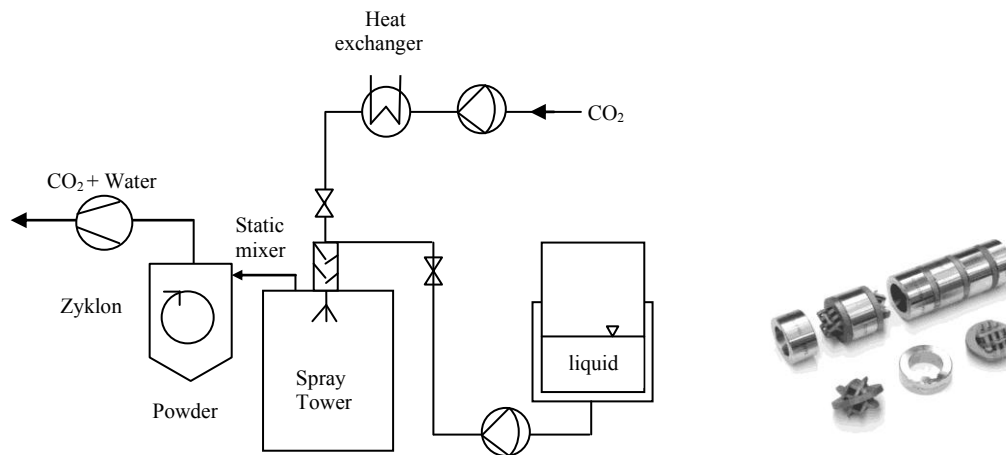 Heat
exchanger
CO₂
CO₂ + Water
Static
mixer
Zyklon
liquid
Spray
Tower
Powder